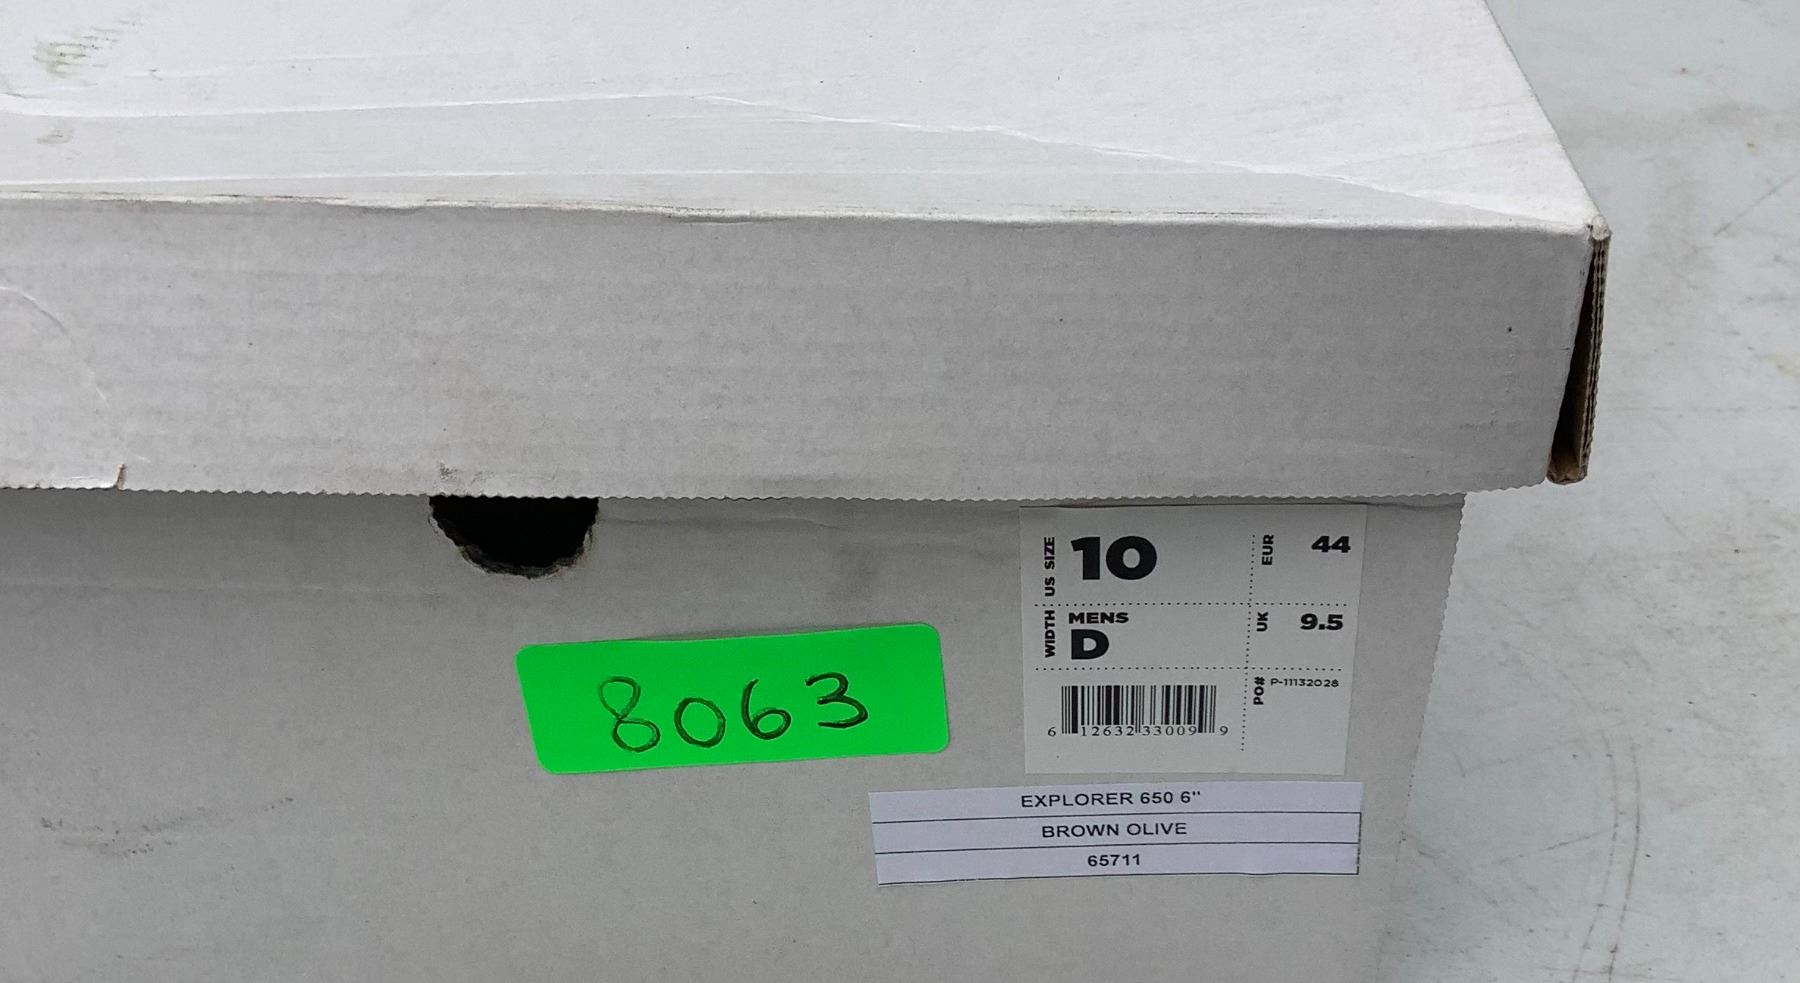 US SIZE 10
EUR 44
WIDTH MENS D
UK 9.5
PO# P-11132028
6 12632 33009 9
8063
EXPLORER 650 6"
BROWN OLIVE
65711